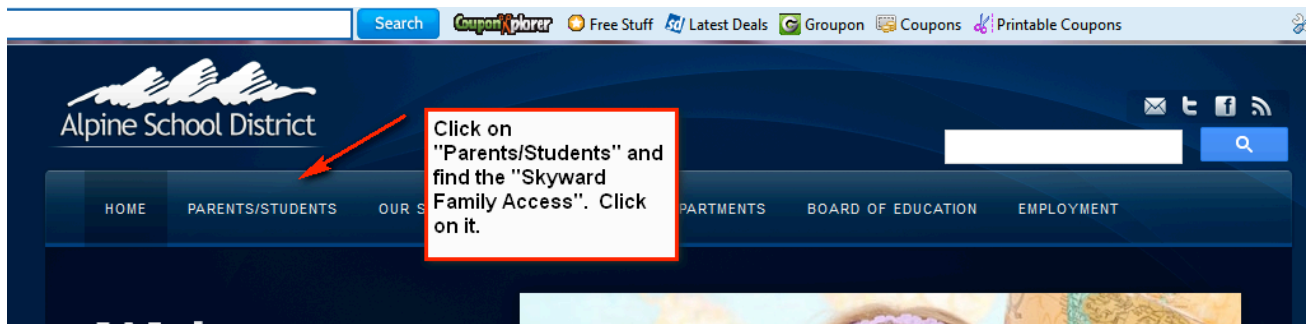 Search CouponXplorer Free Stuff Latest Deals Groupon Coupons Printable Coupons
Alpine School District
Click on
"Parents/Students" and
find the "Skyward
Family Access". Click
on it.
HOME PARENTS/STUDENTS OUR S PARTMENTS BOARD OF EDUCATION EMPLOYMENT